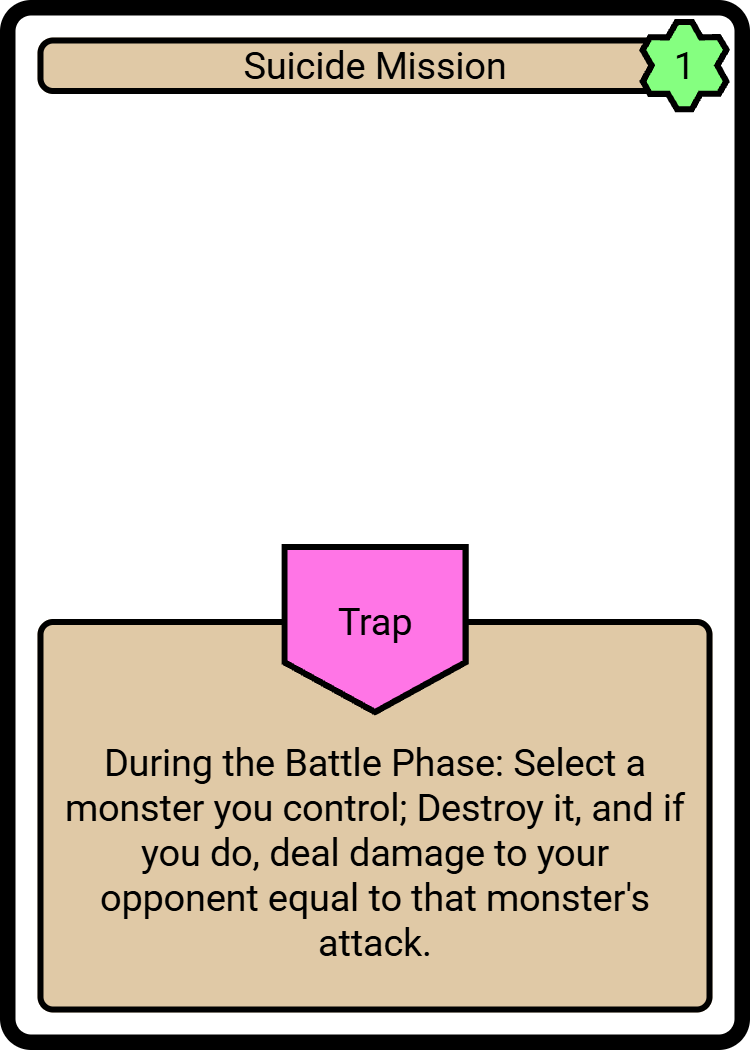 Suicide Mission
1
Trap
During the Battle Phase: Select a
monster you control; Destroy it, and if
you do, deal damage to your
opponent equal to that monster's
attack.